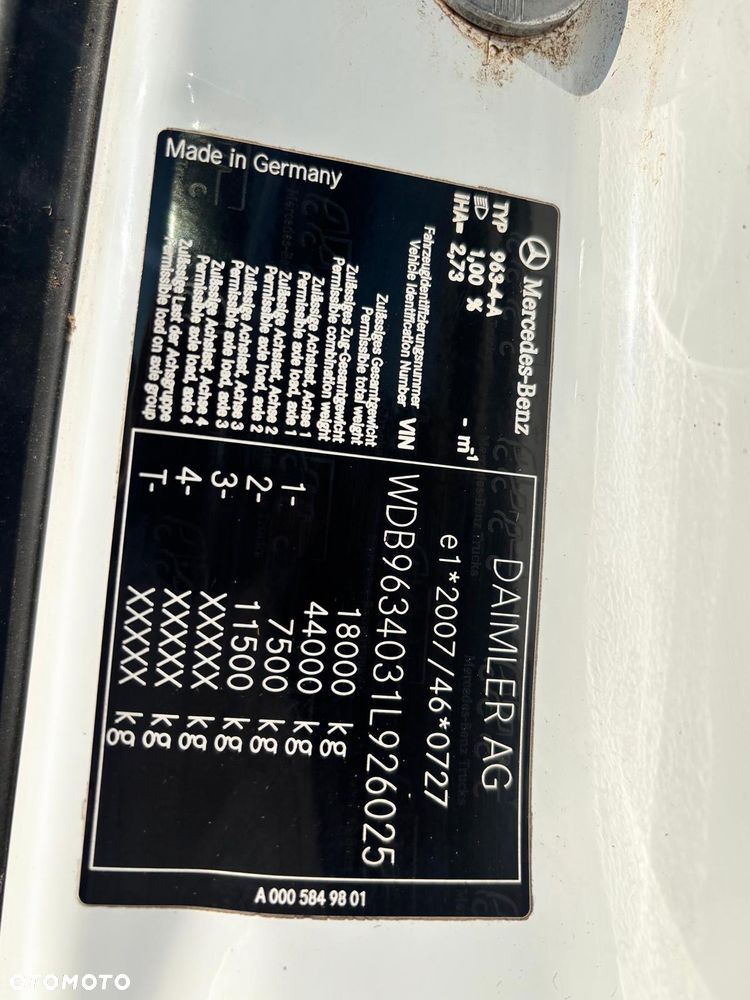 Mercedes-Benz
TYP 963-4-A
1,00 %
IHA= 2,73
- m-1
DAIMLER AG
e1*2007/46*0727
Fahrzeugidentifizierungsnummer
Vehicle Identification Number
VIN
WDB9634031L926025
Zulässiges Gesamtgewicht
Permissible total weight
18000 kg
Zulässiges Zug-Gesamtgewicht
Permissible combination weight
44000 kg
Zulässige Achslast, Achse 1
Permissible axle load, axle 1
1- 7500 kg
Zulässige Achslast, Achse 2
Permissible axle load, axle 2
2- 11500 kg
Zulässige Achslast, Achse 3
Permissible axle load, axle 3
3- XXXXX kg
Zulässige Achslast, Achse 4
Permissible axle load, axle 4
4- XXXXX kg
Zulässige Last der Achsgruppe
Permissible load on axle group
T- XXXXX kg
Made in Germany
A 000 584 98 01
OTOMOTO